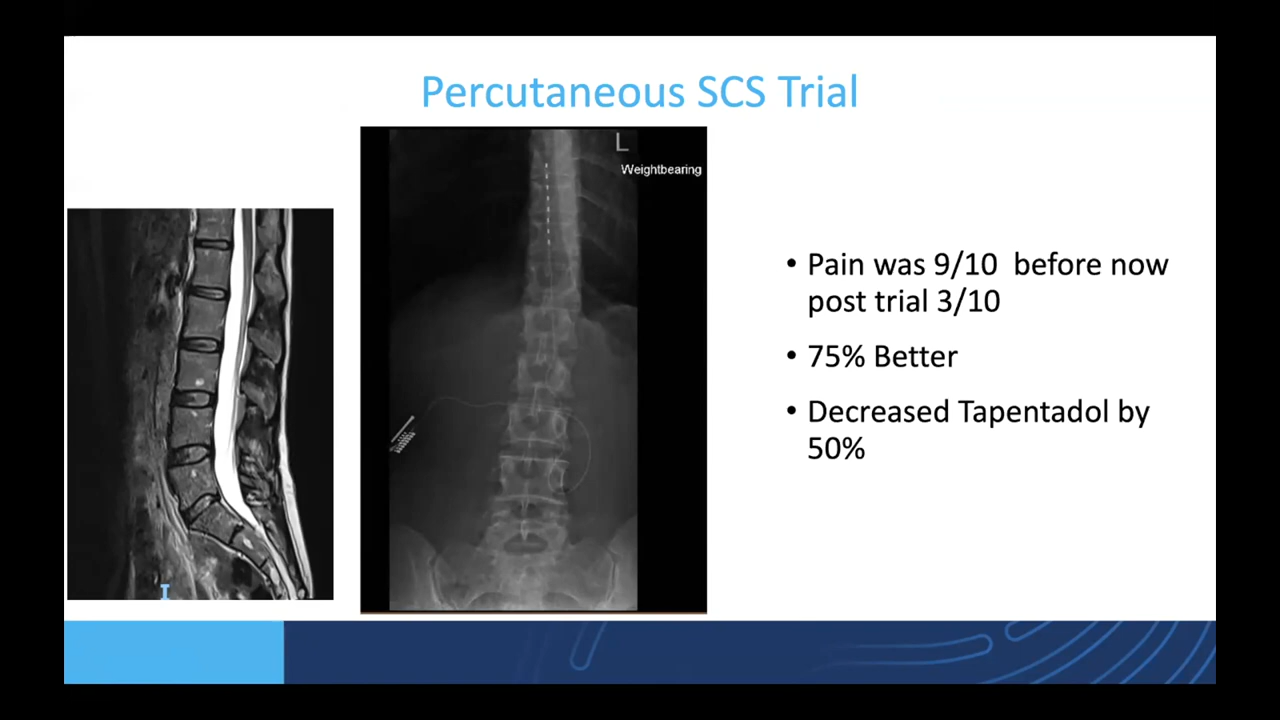 Percutaneous SCS Trial
L
Weightbearing
• Pain was 9/10  before now
post trial 3/10
• 75% Better
• Decreased Tapentadol by
50%
I